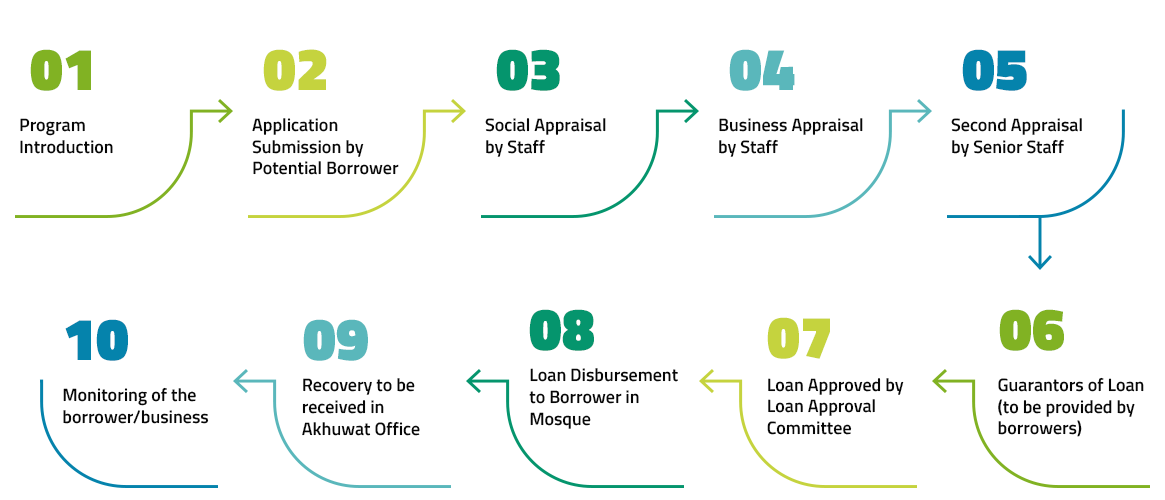 01
Program
Introduction
02
Application
Submission by
Potential Borrower
03
Social Appraisal
by Staff
04
Business Appraisal
by Staff
05
Second Appraisal
by Senior Staff
06
Guarantors of Loan
(to be provided by
borrowers)
07
Loan Approved by
Loan Approval
Committee
08
Loan Disbursement
to Borrower in
Mosque
09
Recovery to be
received in
Akhuwat Office
10
Monitoring of the
borrower/business